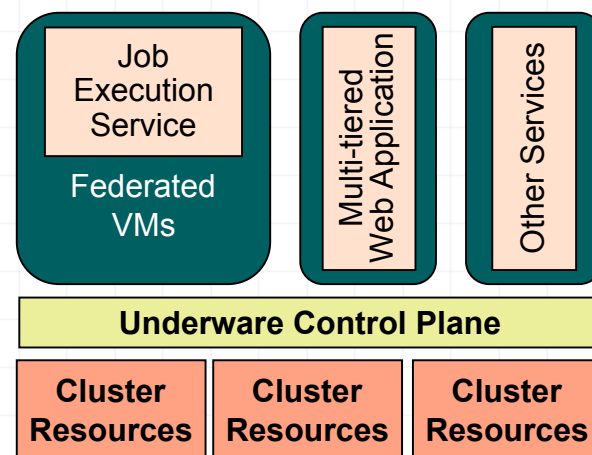 Job
Execution
Service
Federated
VMs
Multi-tiered
Web Application
Other Services
Underware Control Plane
Cluster
Resources
Cluster
Resources
Cluster
Resources